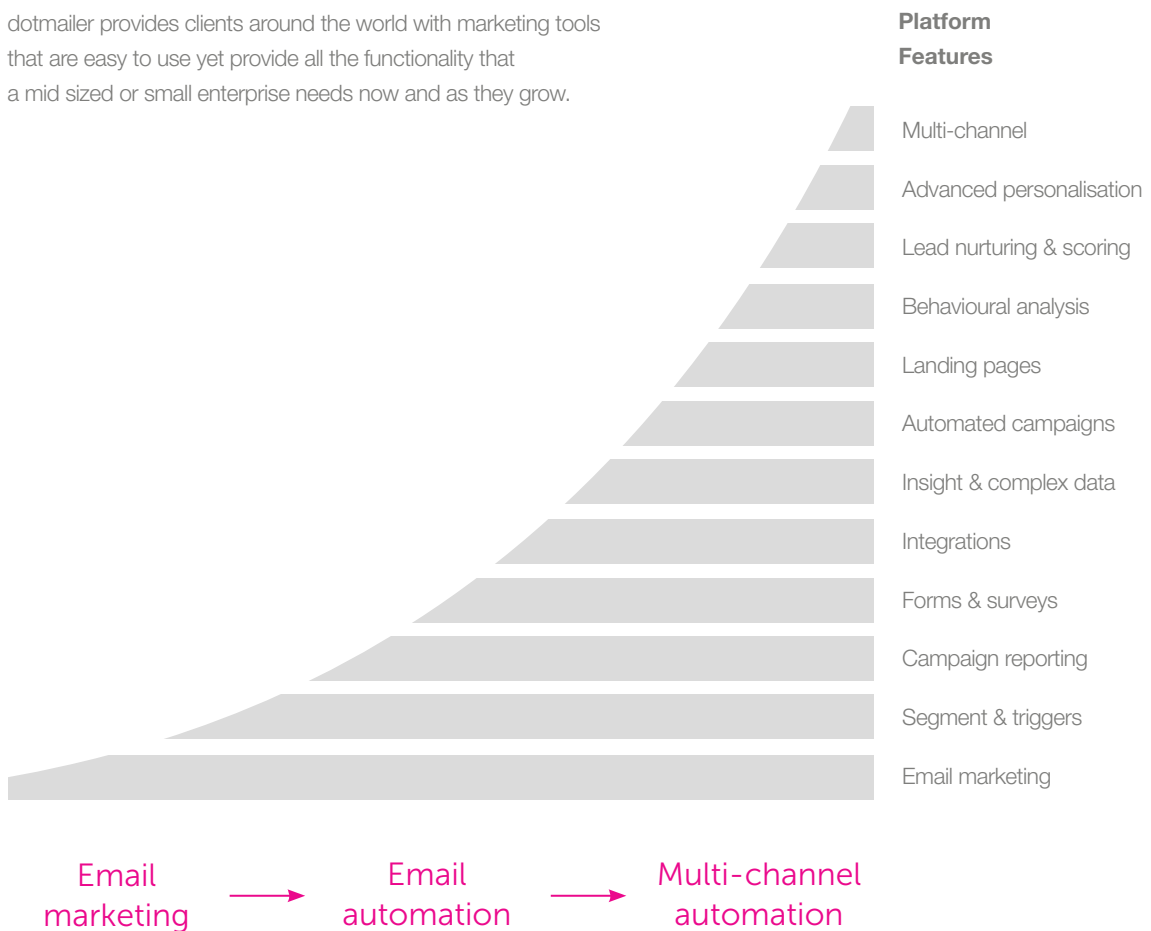 dotmailer provides clients around the world with marketing tools
that are easy to use yet provide all the functionality that
a mid sized or small enterprise needs now and as they grow.
Platform
Features
Multi-channel
Advanced personalisation
Lead nurturing & scoring
Behavioural analysis
Landing pages
Automated campaigns
Insight & complex data
Integrations
Forms & surveys
Campaign reporting
Segment & triggers
Email marketing
Email
marketing
Email
automation
Multi-channel
automation